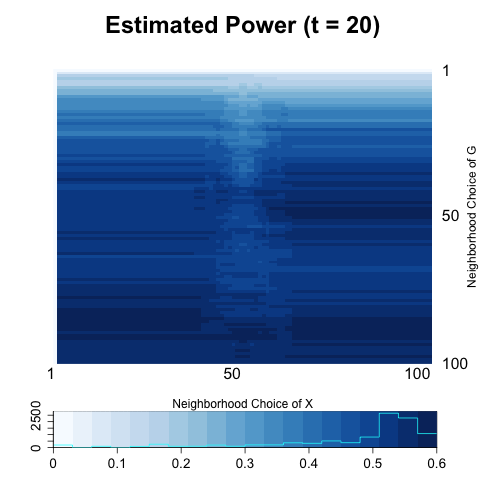 Estimated Power (t = 20)
1
50
100
Neighborhood Choice of G
1 50 100
Neighborhood Choice of X
2500
0
0 0.1 0.2 0.3 0.4 0.5 0.6